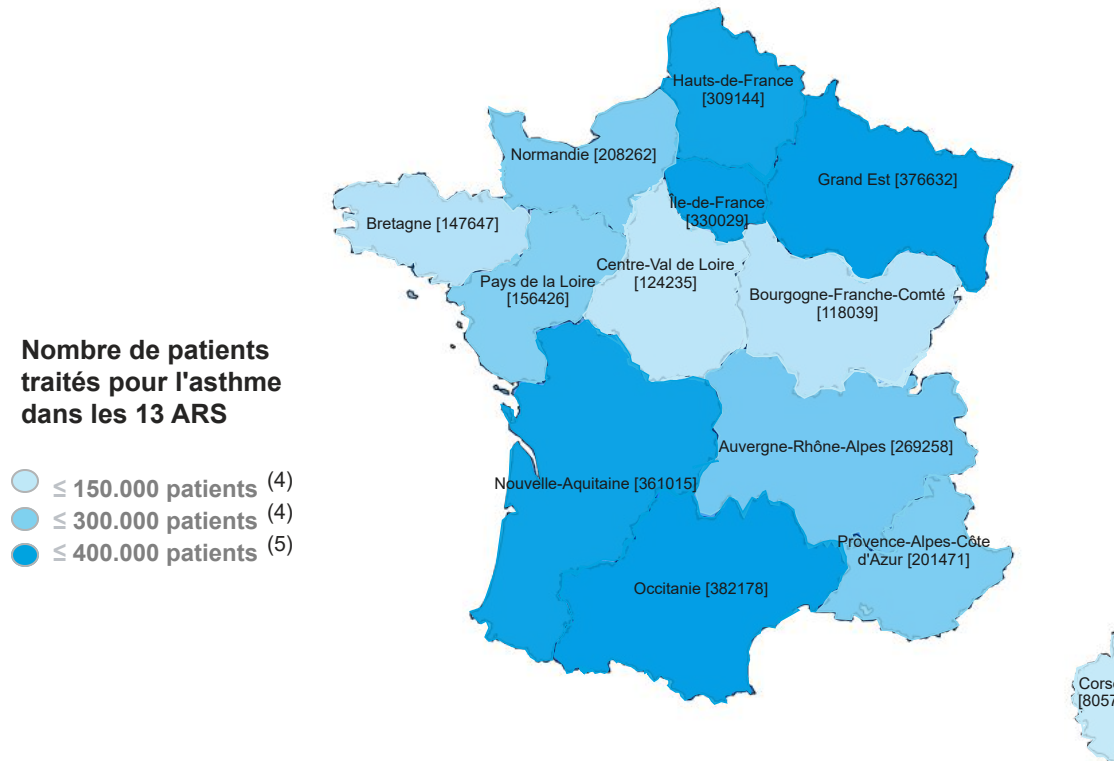 Hauts-de-France
[309144]
Normandie [208262]
Grand Est [376632]
Île-de-France
[330029]
Bretagne [147647]
Centre-Val de Loire
[124235]
Pays de la Loire
[156426]
Bourgogne-Franche-Comté
[118039]
Nombre de patients
traités pour l'asthme
dans les 13 ARS
≤ 150.000 patients (4)
≤ 300.000 patients (4)
≤ 400.000 patients (5)
Auvergne-Rhône-Alpes [269258]
Nouvelle-Aquitaine [361015]
Provence-Alpes-Côte
d'Azur [201471]
Occitanie [382178]